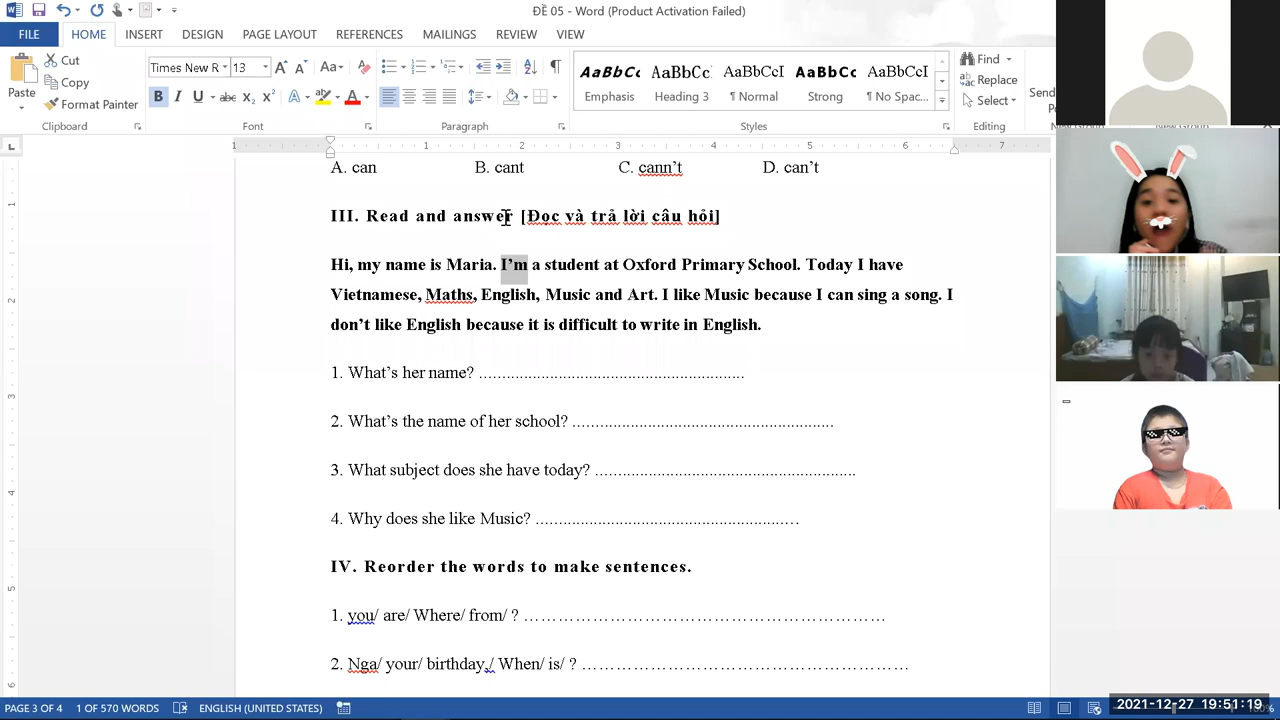 ĐỀ 05 - Word (Product Activation Failed)
FILE HOME INSERT DESIGN PAGE LAYOUT REFERENCES MAILINGS REVIEW VIEW
Paste
Cut
Copy
Format Painter
Clipboard
Times New R 13
Font
Paragraph
AaBbCc AaBbCc AaBbCcI AaBbCc AaBbCcI
Emphasis Heading 3 ¶ Normal Strong ¶ No Spac...
Styles
Find
Replace
Select
Editing
A. can B. cant C. cann't D. can't
III. Read and answer [Đọc và trả lời câu hỏi]
Hi, my name is Maria. I'm a student at Oxford Primary School. Today I have
Vietnamese, Maths, English, Music and Art. I like Music because I can sing a song. I
don't like English because it is difficult to write in English.
1. What's her name? ........................................................
2. What's the name of her school? .......................................................
3. What subject does she have today? .......................................................
4. Why does she like Music? .......................................................
IV. Reorder the words to make sentences.
1. you/ are/ Where/ from/ ? ……………………………………………………
2. Nga/ your/ birthday,/ When/ is/ ? …………………………………………………
PAGE 3 OF 4 1 OF 570 WORDS ENGLISH (UNITED STATES)
2021-12-27 19:51:19